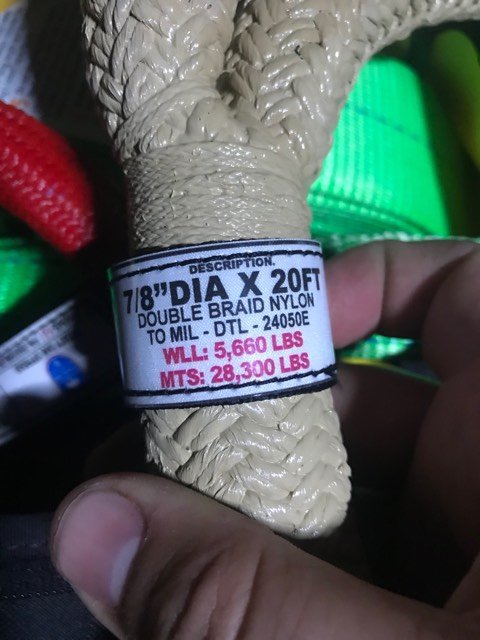 DESCRIPTION.
7/8"DIA X 20FT
DOUBLE BRAID NYLON
TO MIL - DTL - 24050E
WLL: 5,660 LBS
MTS: 28,300 LBS